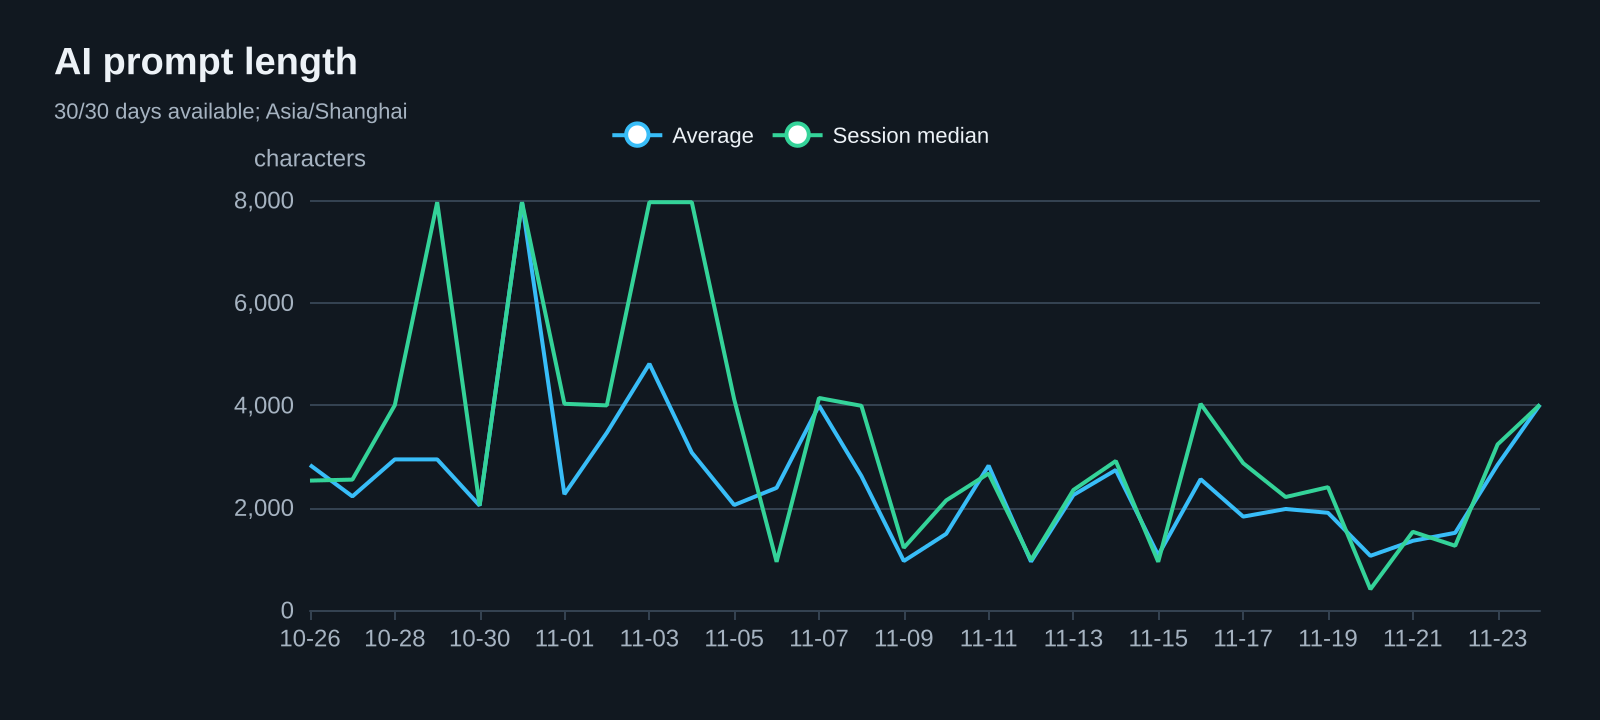 AI prompt length
30/30 days available; Asia/Shanghai
Average
Session median
characters
8,000
6,000
4,000
2,000
0
10-26 10-28 10-30 11-01 11-03 11-05 11-07 11-09 11-11 11-13 11-15 11-17 11-19 11-21 11-23